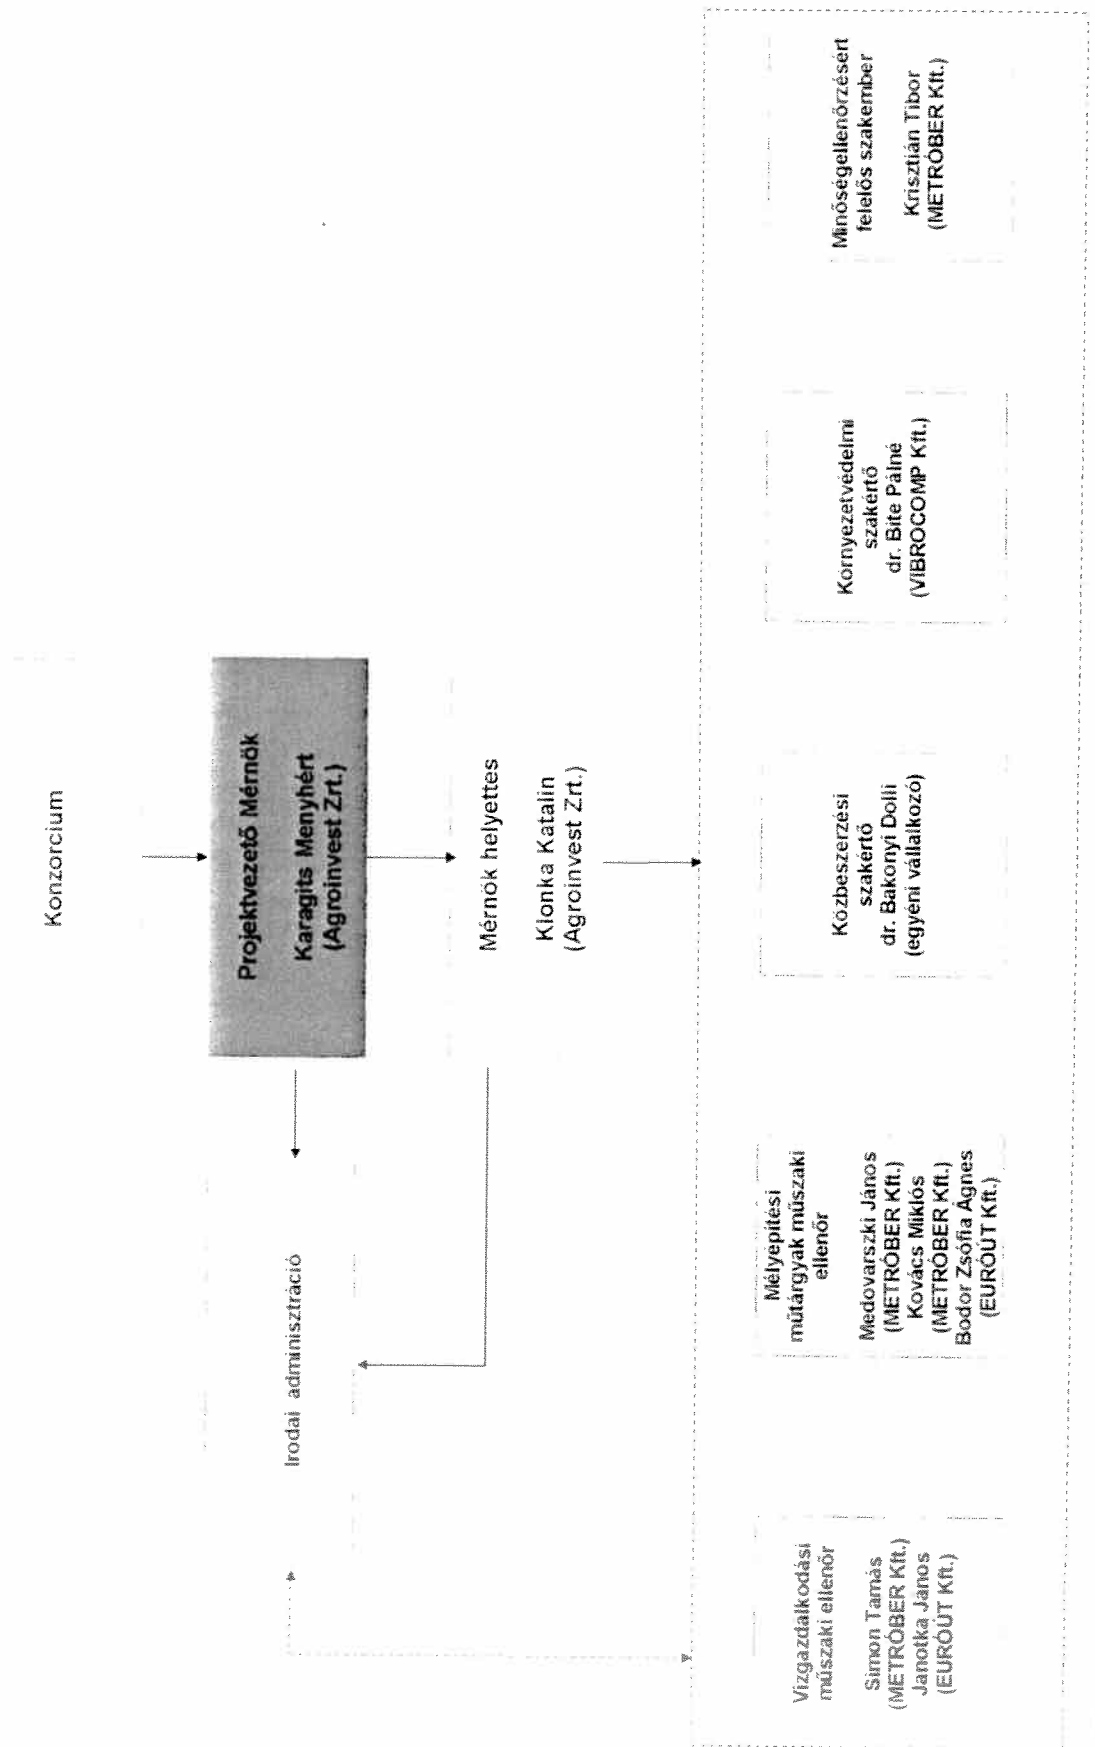 Konzorcium
Projektvezető Mérnök
Karagits Menyhért
(Agroinvest Zrt.)
Irodai adminisztráció
Mérnök helyettes
Klonka Katalin
(Agroinvest Zrt.)
Vízgazdálkodási
műszaki ellenőr
Simon Tamás
(METRÓBER Kft.)
Janotka János
(EURÓÚT Kft.)
Mélyépítési
műtárgyak műszaki
ellenőr
Medovarszki János
(METRÓBER Kft.)
Kovács Miklós
(METRÓBER Kft.)
Bodor Zsófia Ágnes
(EURÓÚT Kft.)
Közbeszerzési
szakértő
dr. Bakonyi Dolli
(egyéni vállalkozó)
Környezetvédelmi
szakértő
dr. Bite Pálné
(VIBROCOMP Kft.)
Minőségellenőrzésért
felelős szakember
Krisztián Tibor
(METRÓBER Kft.)